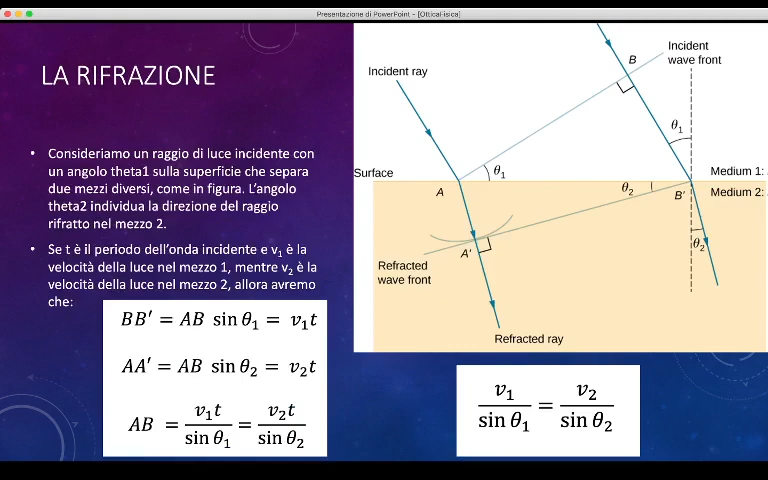 Presentazione di PowerPoint - [OtticaFisica]
LA RIFRAZIONE
• Consideriamo un raggio di luce incidente con
un angolo theta1 sulla superficie che separa
due mezzi diversi, come in figura. L'angolo
theta2 individua la direzione del raggio
rifratto nel mezzo 2.
• Se t è il periodo dell'onda incidente e v₁ è la
velocità della luce nel mezzo 1, mentre v₂ è la
velocità della luce nel mezzo 2, allora avremo
che:
BB′ = AB sin θ₁ = v₁t
AA′ = AB sin θ₂ = v₂t
AB = v₁t / sin θ₁ = v₂t / sin θ₂
Incident ray
B
Incident
wave front
θ₁
θ₁
Surface
A
θ₂
B′
Medium 1:
Medium 2:
A′
θ₂
Refracted
wave front
Refracted ray
v₁ / sin θ₁ = v₂ / sin θ₂